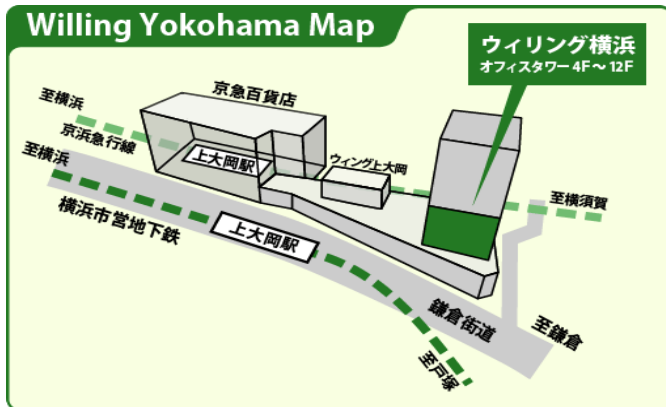 Willing Yokohama Map
ウィリング横浜
オフィスタワー 4F～12F
京急百貨店
至横浜
京浜急行線
上大岡駅
ウィング上大岡
至横浜
至横須賀
横浜市営地下鉄
上大岡駅
鎌倉街道
至鎌倉
至戸塚